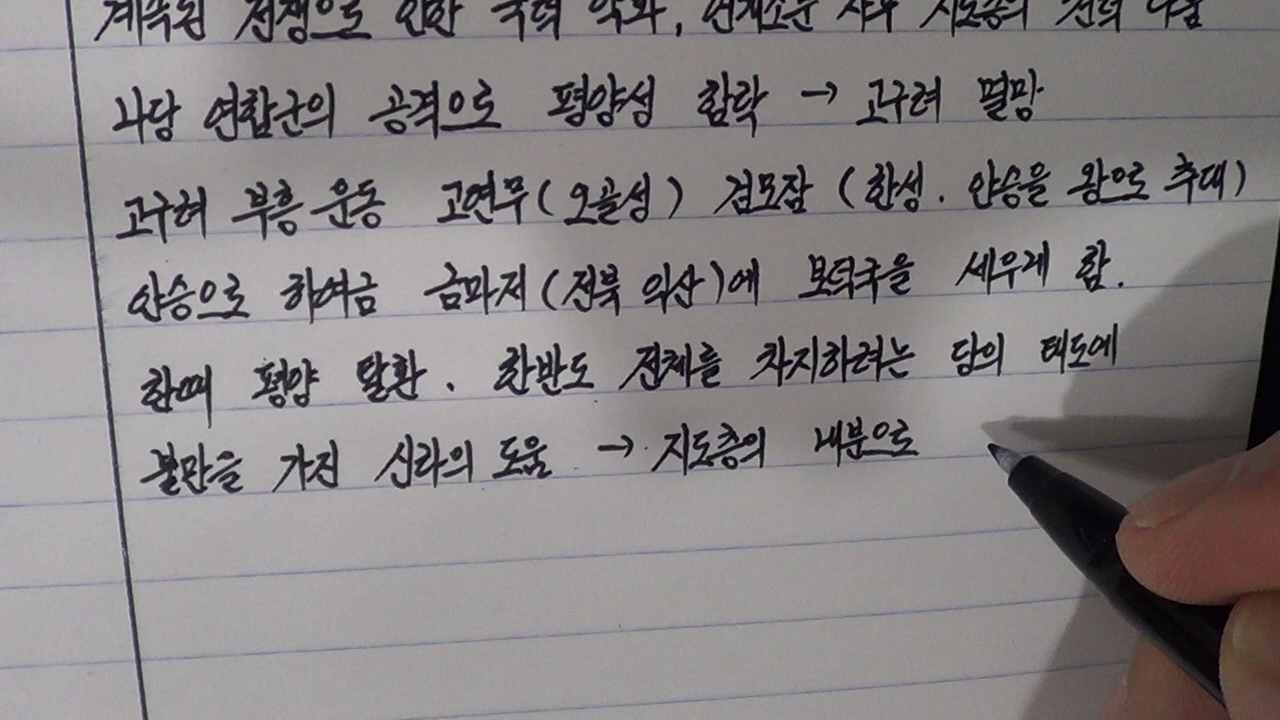 계속된 전쟁으로 인한 국력 약화, 연개소문 사후 지도층의 권력 다툼
나당 연합군의 공격으로 평양성 함락 → 고구려 멸망
고구려 부흥 운동 고연무(오골성) 검모잠 (한성. 안승을 왕으로 추대)
안승으로 하여금 금마저(전북 익산)에 보덕국을 세우게 함.
한때 평양 탈환. 한반도 전체를 차지하려는 당의 태도에
불만을 가진 신라의 도움 → 지도층의 내분으로